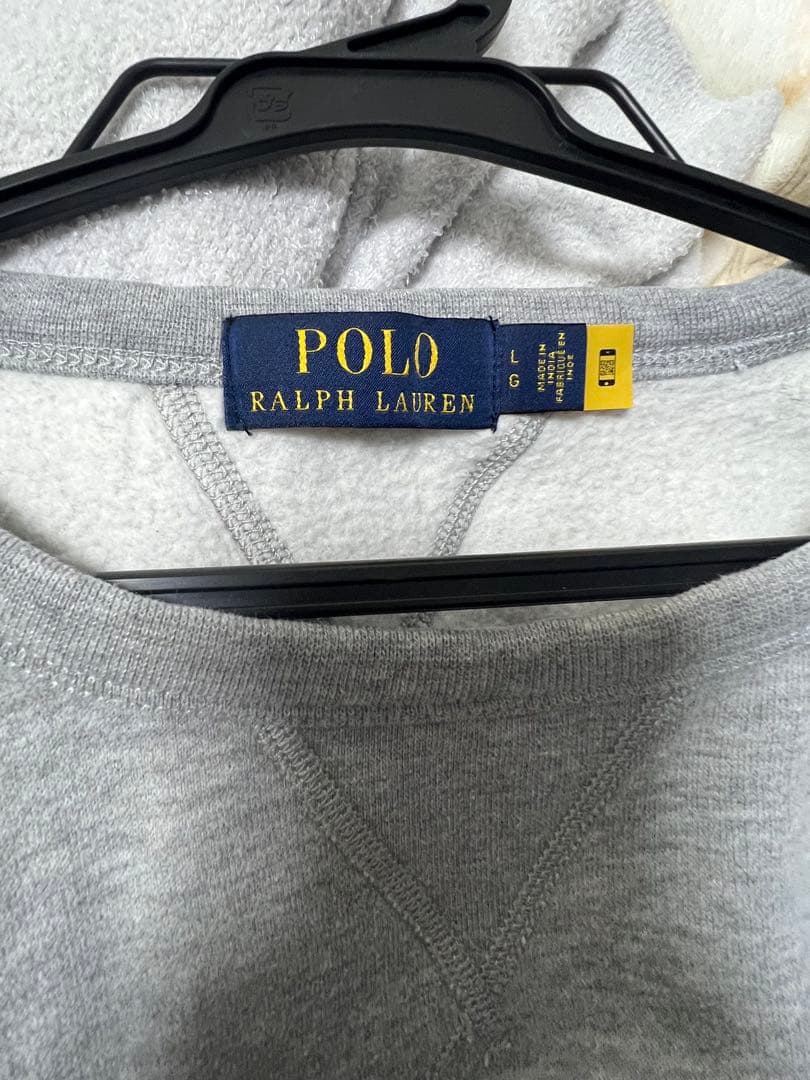 POLO
RALPH LAUREN
L
G
MADE IN
INDIA
FABRIQUÉ EN
INDE